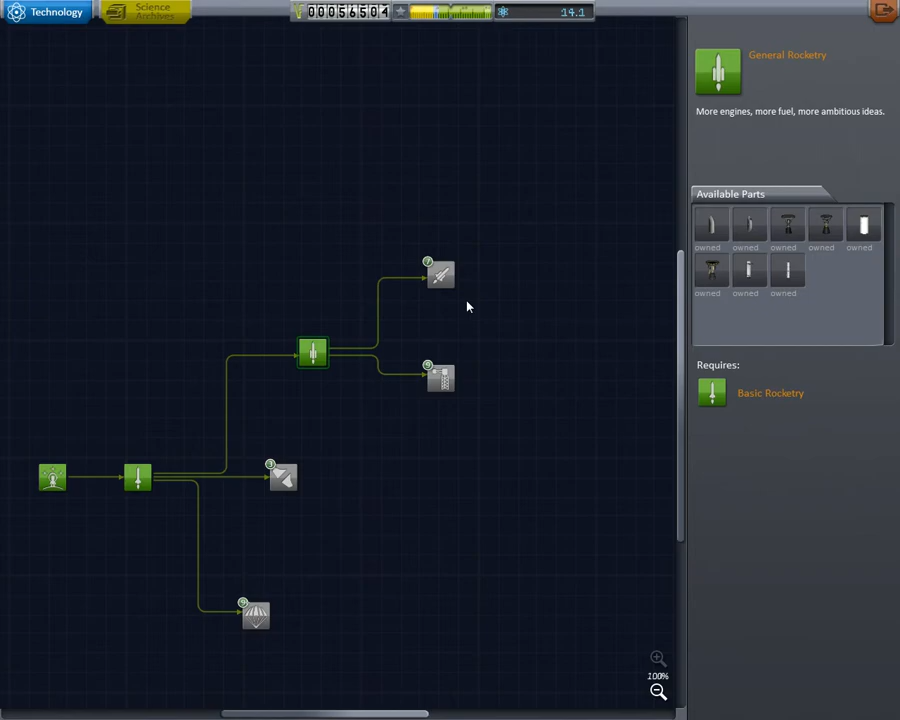 Technology
Science
Archives
00056504
14.1
General Rocketry
More engines, more fuel, more ambitious ideas.
Available Parts
owned owned owned owned owned
owned owned owned
Requires:
Basic Rocketry
7
9
3
9
100%